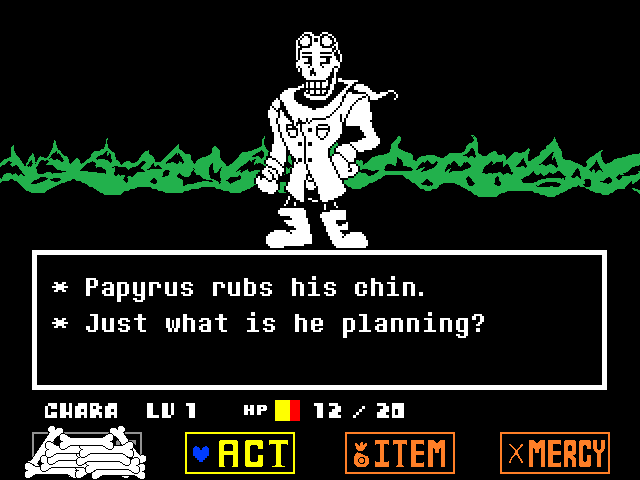 * Papyrus rubs his chin.
* Just what is he planning?
CHARA LV 1 HP 12 / 20
ACT ITEM MERCY